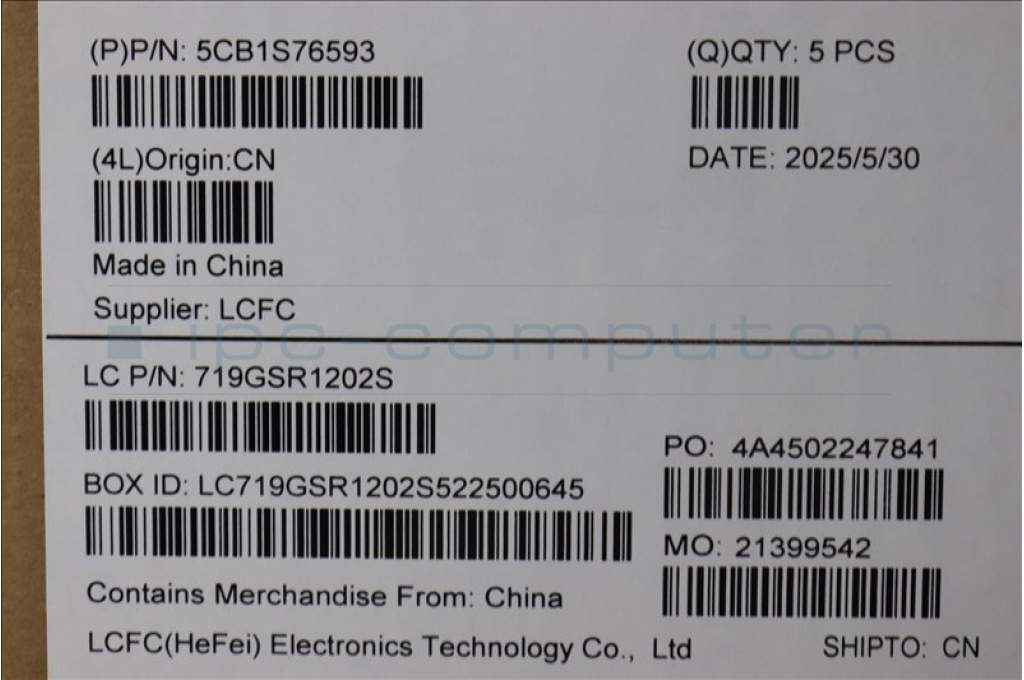 (P)P/N: 5CB1S76593
(Q)QTY: 5 PCS
(4L)Origin:CN
DATE: 2025/5/30
Made in China
Supplier: LCFC
ipc-computer
LC P/N: 719GSR1202S
PO: 4A4502247841
BOX ID: LC719GSR1202S522500645
MO: 21399542
Contains Merchandise From: China
LCFC(HeFei) Electronics Technology Co., Ltd
SHIPTO: CN